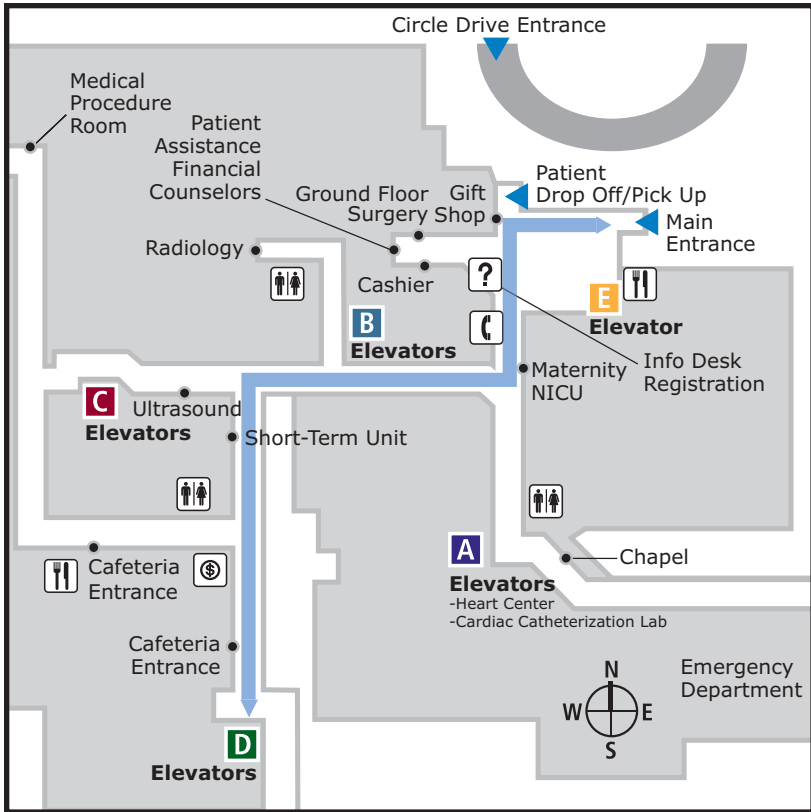 Circle Drive Entrance
Medical
Procedure
Room
Patient
Assistance
Financial
Counselors
Ground Floor
Surgery
Gift
Shop
Patient
Drop Off/Pick Up
Main
Entrance
Radiology
Cashier
?
B
Elevators
E
Elevator
Info Desk
Registration
Maternity
NICU
C
Elevators
Ultrasound
Short-Term Unit
A
Elevators
-Heart Center
-Cardiac Catheterization Lab
Chapel
Cafeteria
Entrance
$
Cafeteria
Entrance
N
W
E
S
Emergency
Department
D
Elevators